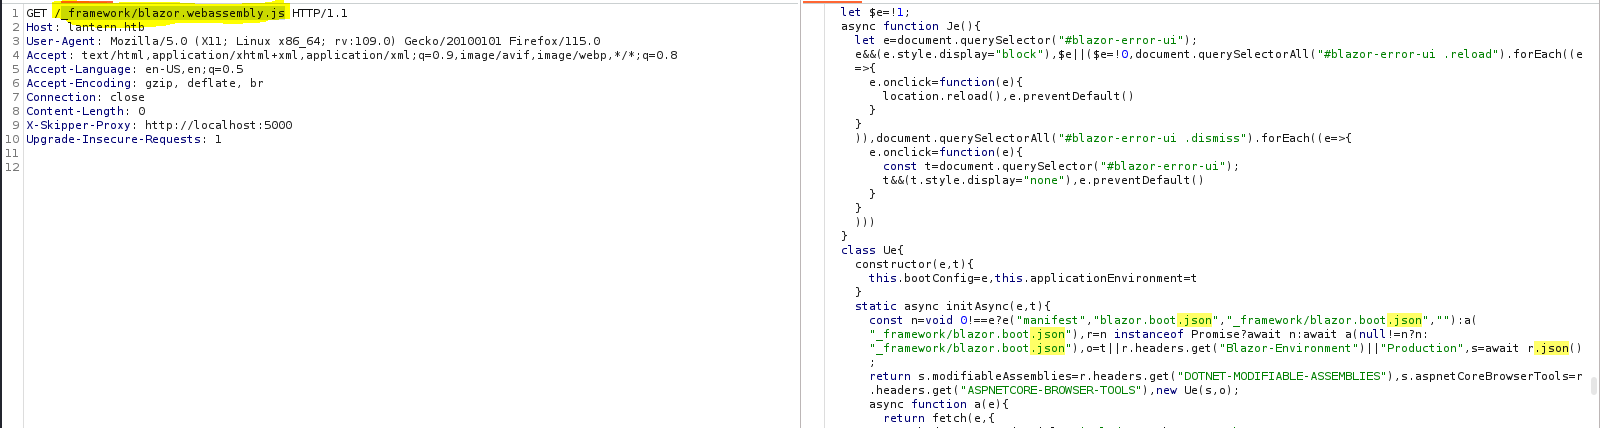 1 GET /_framework/blazor.webassembly.js HTTP/1.1
2 Host: lantern.htb
3 User-Agent: Mozilla/5.0 (X11; Linux x86_64; rv:109.0) Gecko/20100101 Firefox/115.0
4 Accept: text/html,application/xhtml+xml,application/xml;q=0.9,image/avif,image/webp,*/*;q=0.8
5 Accept-Language: en-US,en;q=0.5
6 Accept-Encoding: gzip, deflate, br
7 Connection: close
8 Content-Length: 0
9 X-Skipper-Proxy: http://localhost:5000
10 Upgrade-Insecure-Requests: 1
11
12
let $e=!1;
async function Je(){
let e=document.querySelector("#blazor-error-ui");
e&&(e.style.display="block"),$e||($e=!0,document.querySelectorAll("#blazor-error-ui .reload").forEach((e
=>{
e.onclick=function(e){
location.reload(),e.preventDefault()
}
}
)),document.querySelectorAll("#blazor-error-ui .dismiss").forEach((e=>{
e.onclick=function(e){
const t=document.querySelector("#blazor-error-ui");
t&&(t.style.display="none"),e.preventDefault()
}
}
)))
}
class Ue{
constructor(e,t){
this.bootConfig=e,this.applicationEnvironment=t
}
static async initAsync(e,t){
const n=void 0!==e?e("manifest","blazor.boot.json","_framework/blazor.boot.json",""):a(
"_framework/blazor.boot.json"),r=n instanceof Promise?await n:await a(null!=n?n:
"_framework/blazor.boot.json"),o=t||r.headers.get("Blazor-Environment")||"Production",s=await r.json()
;
return s.modifiableAssemblies=r.headers.get("DOTNET-MODIFIABLE-ASSEMBLIES"),s.aspnetCoreBrowserTools=r
.headers.get("ASPNETCORE-BROWSER-TOOLS"),new Ue(s,o);
async function a(e){
return fetch(e,{